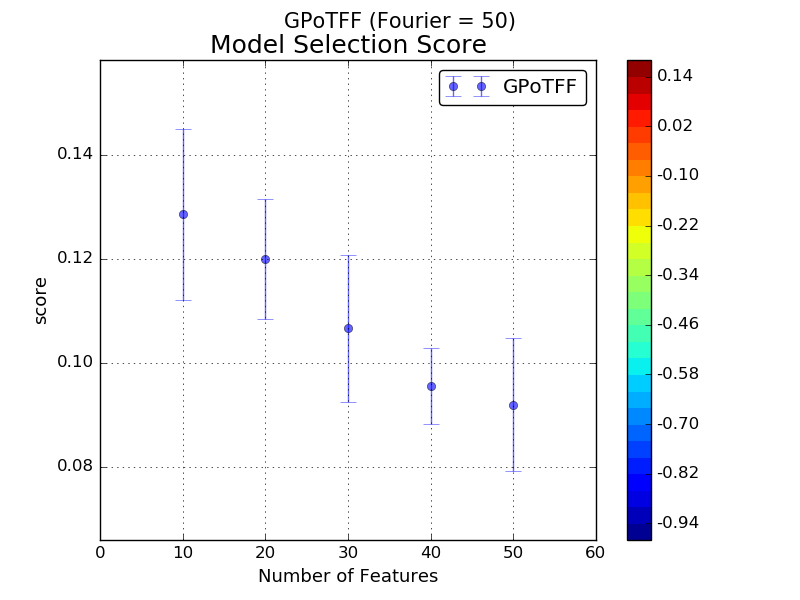 GPoTFF (Fourier = 50)
Model Selection Score
GPoTFF
score
0.14
0.12
0.10
0.08
0 10 20 30 40 50 60
Number of Features
0.14
0.02
-0.10
-0.22
-0.34
-0.46
-0.58
-0.70
-0.82
-0.94